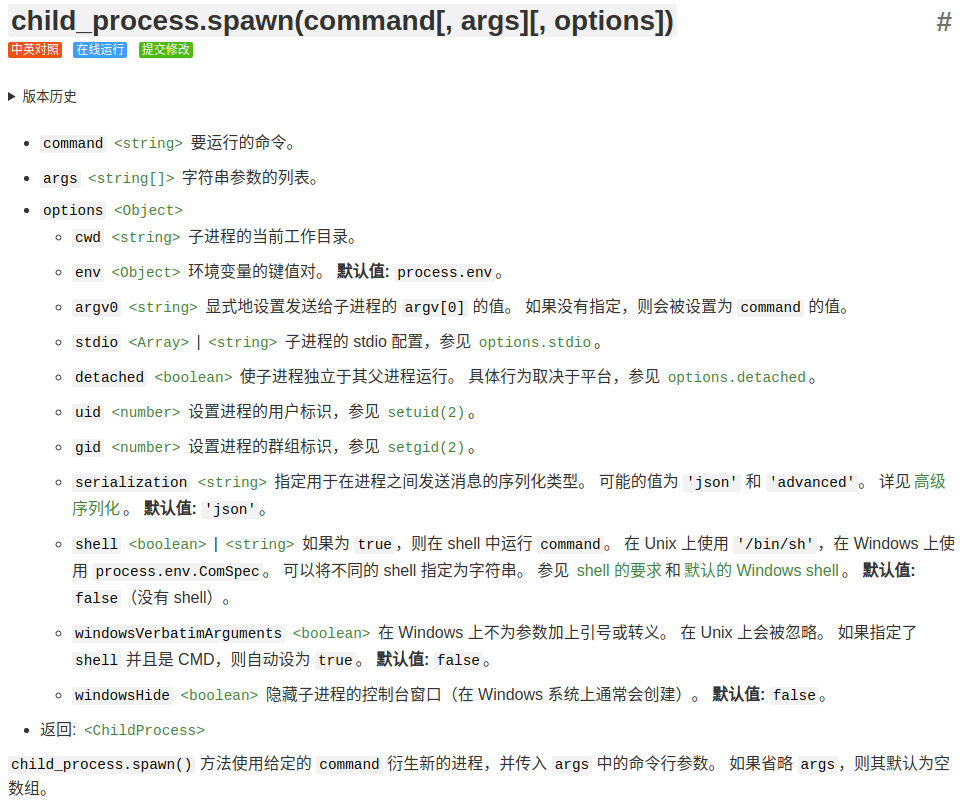 child_process.spawn(command[, args][, options]) #
中英对照 在线运行 提交修改
▶ 版本历史
• command <string> 要运行的命令。
• args <string[]> 字符串参数的列表。
• options <Object>
◦ cwd <string> 子进程的当前工作目录。
◦ env <Object> 环境变量的键值对。 默认值: process.env。
◦ argv0 <string> 显式地设置发送给子进程的 argv[0] 的值。 如果没有指定，则会被设置为 command 的值。
◦ stdio <Array> | <string> 子进程的 stdio 配置，参见 options.stdio。
◦ detached <boolean> 使子进程独立于其父进程运行。 具体行为取决于平台，参见 options.detached。
◦ uid <number> 设置进程的用户标识，参见 setuid(2)。
◦ gid <number> 设置进程的群组标识，参见 setgid(2)。
◦ serialization <string> 指定用于在进程之间发送消息的序列化类型。 可能的值为 'json' 和 'advanced'。 详见高级
序列化。 默认值: 'json'。
◦ shell <boolean> | <string> 如果为 true，则在 shell 中运行 command。 在 Unix 上使用 '/bin/sh'，在 Windows 上使
用 process.env.ComSpec。 可以将不同的 shell 指定为字符串。 参见 shell 的要求和默认的 Windows shell。 默认值:
false（没有 shell）。
◦ windowsVerbatimArguments <boolean> 在 Windows 上不为参数加上引号或转义。 在 Unix 上会被忽略。 如果指定了
shell 并且是 CMD，则自动设为 true。 默认值: false。
◦ windowsHide <boolean> 隐藏子进程的控制台窗口（在 Windows 系统上通常会创建）。 默认值: false。
• 返回: <ChildProcess>
child_process.spawn() 方法使用给定的 command 衍生新的进程，并传入 args 中的命令行参数。 如果省略 args，则其默认为空
数组。